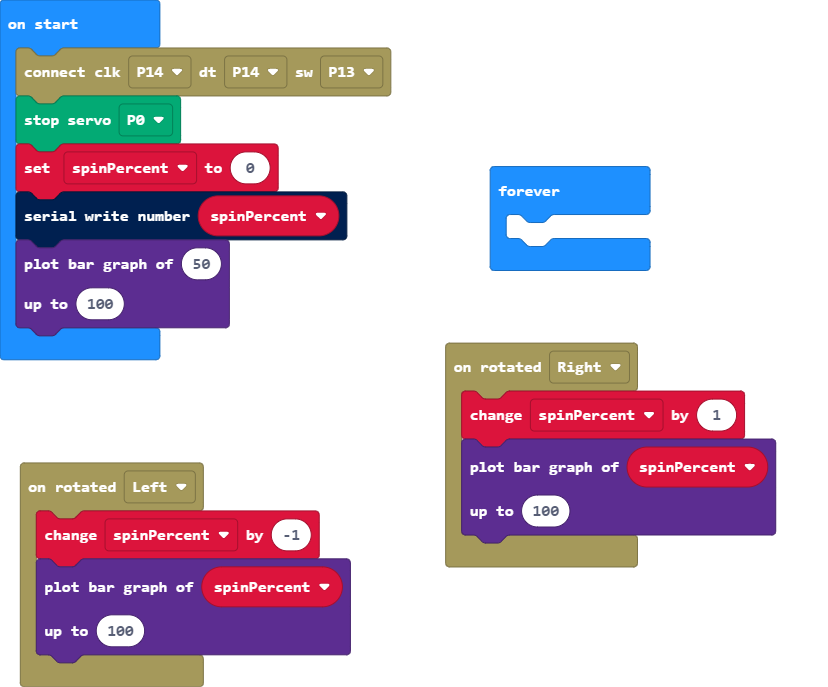 on start
connect clk P14 dt P14 sw P13
stop servo P0
set spinPercent to 0
serial write number spinPercent
plot bar graph of 50
up to 100
forever
on rotated Right
change spinPercent by 1
plot bar graph of spinPercent
up to 100
on rotated Left
change spinPercent by -1
plot bar graph of spinPercent
up to 100